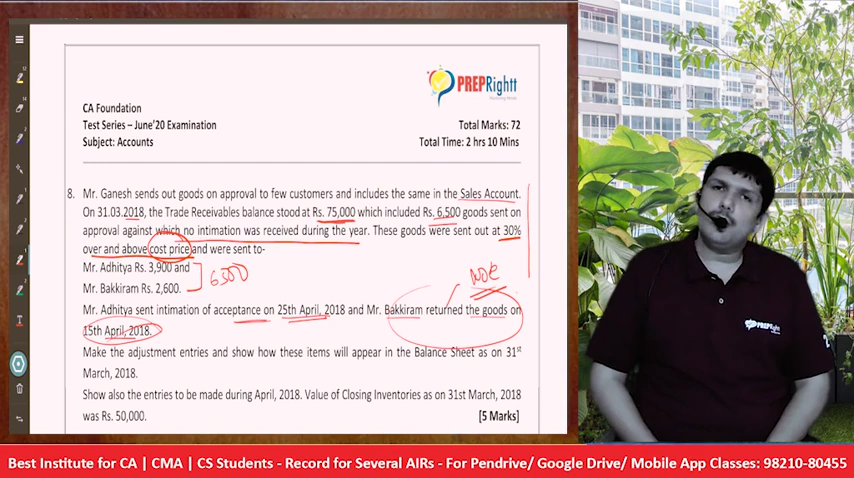 PREPRightt
CA Foundation
Test Series – June'20 Examination
Total Marks: 72
Subject: Accounts
Total Time: 2 hrs 10 Mins
8. Mr. Ganesh sends out goods on approval to few customers and includes the same in the Sales Account.
On 31.03.2018, the Trade Receivables balance stood at Rs. 75,000 which included Rs. 6,500 goods sent on
approval against which no intimation was received during the year. These goods were sent out at 30%
over and above cost price and were sent to-
Mr. Adhitya Rs. 3,900 and
6500
Mr. Bakkiram Rs. 2,600.
Note
Mr. Adhitya sent intimation of acceptance on 25th April, 2018 and Mr. Bakkiram returned the goods on
15th April, 2018.
Make the adjustment entries and show how these items will appear in the Balance Sheet as on 31st
March, 2018.
Show also the entries to be made during April, 2018. Value of Closing Inventories as on 31st March, 2018
was Rs. 50,000.
[5 Marks]
PREPRightt
Best Institute for CA | CMA | CS Students - Record for Several AIRs - For Pendrive/ Google Drive/ Mobile App Classes: 98210-80455